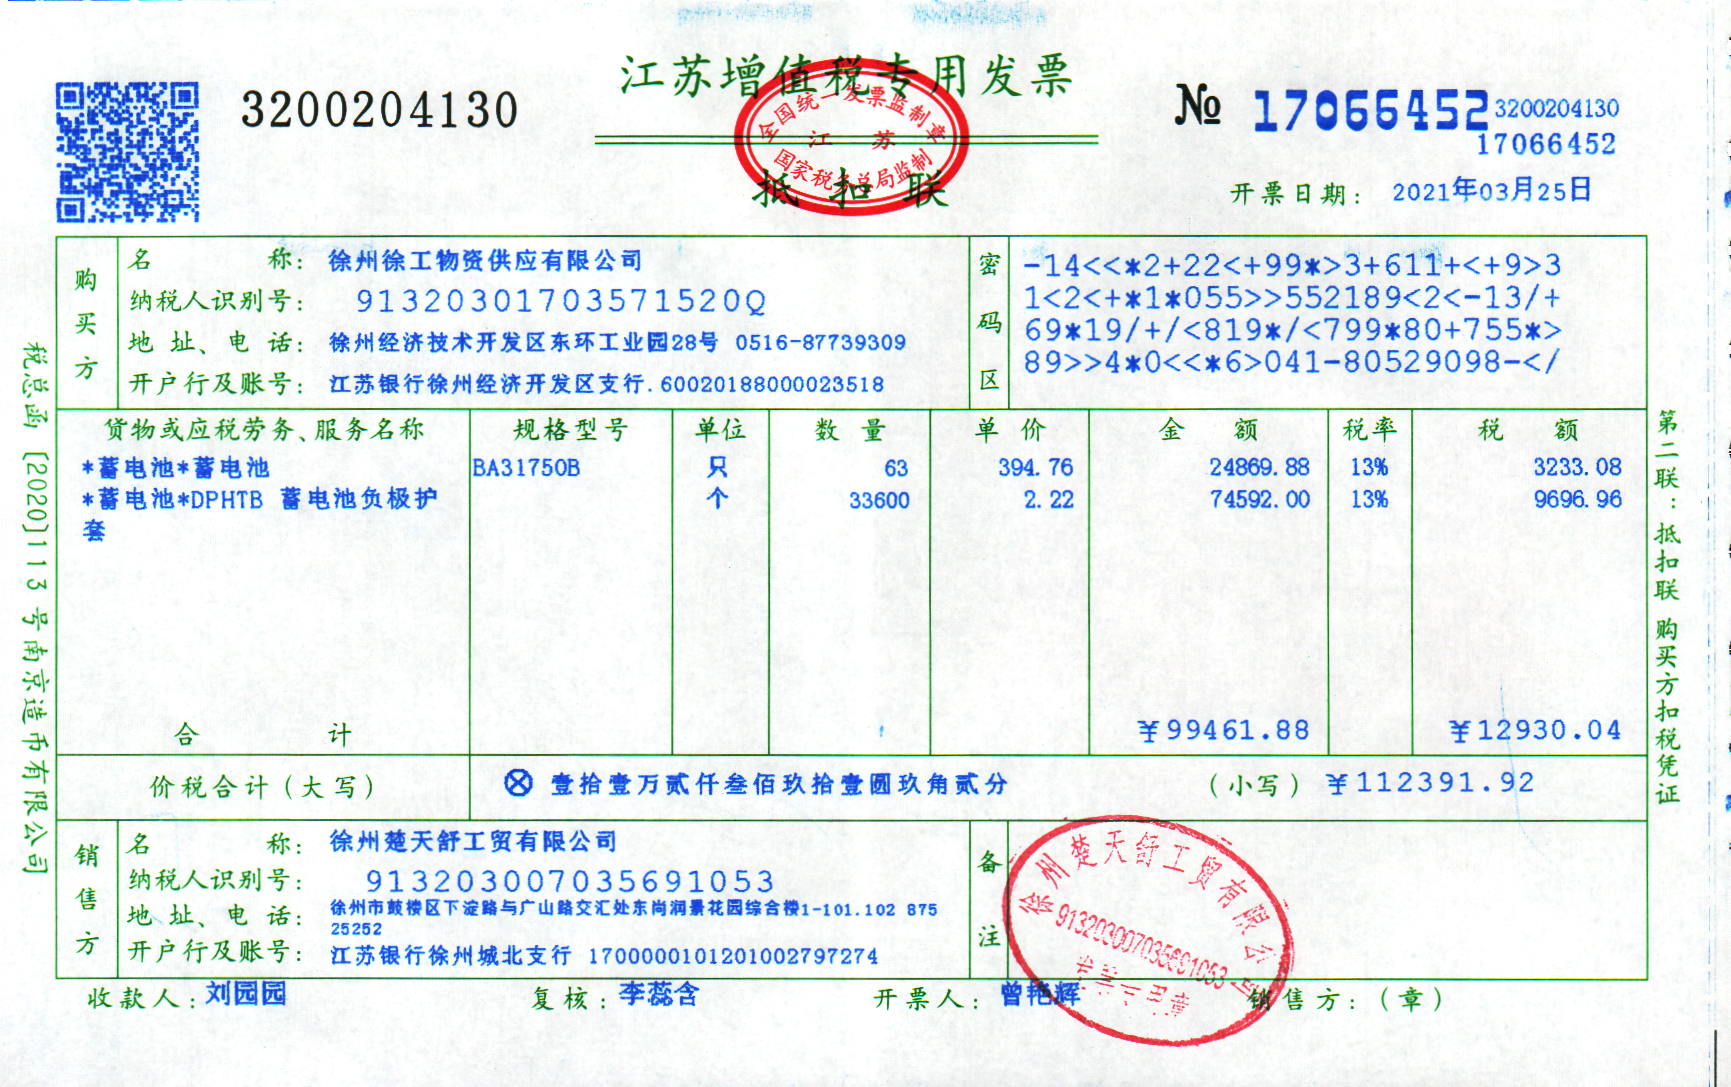 江苏增值税专用发票
3200204130
№ 17066452
3200204130
17066452
全国统一发票监制章
江 苏
国家税务总局监制
抵扣联
开票日期： 2021年03月25日
购买方
名 称： 徐州徐工物资供应有限公司
纳税人识别号： 91320301703571520Q
地 址、电 话： 徐州经济技术开发区东环工业园28号 0516-87739309
开户行及账号： 江苏银行徐州经济开发区支行.60020188000023518
密码区
-14<<*2+22<+99*>3+611+<+9>3
1<2<+*1*055>>552189<2<-13/+
69*19/+/<819*/<799*80+755*>
89>>4*0<<*6>041-80529098-</
货物或应税劳务、服务名称 规格型号 单位 数 量 单 价 金 额 税率 税 额
*蓄电池*蓄电池 BA31750B 只 63 394.76 24869.88 13% 3233.08
*蓄电池*DPHTB 蓄电池负极护 个 33600 2.22 74592.00 13% 9696.96
套
合 计 ￥99461.88 ￥12930.04
价税合计（大写） ⊗ 壹拾壹万贰仟叁佰玖拾壹圆玖角贰分 （小写）￥112391.92
销售方
名 称： 徐州楚天舒工贸有限公司
纳税人识别号： 913203007035691053
地 址、电 话： 徐州市鼓楼区下淀路与广山路交汇处东尚润景花园综合楼1-101.102 875
25252
开户行及账号： 江苏银行徐州城北支行 1700000101201002797274
备注
徐州楚天舒工贸有限公司
913203007035691053
发票专用章
收款人：刘园园 复核：李蕊含 开票人：曾艳辉 销售方：（章）
税总函〔2020〕113号南京造币有限公司
第二联：抵扣联 购买方扣税凭证